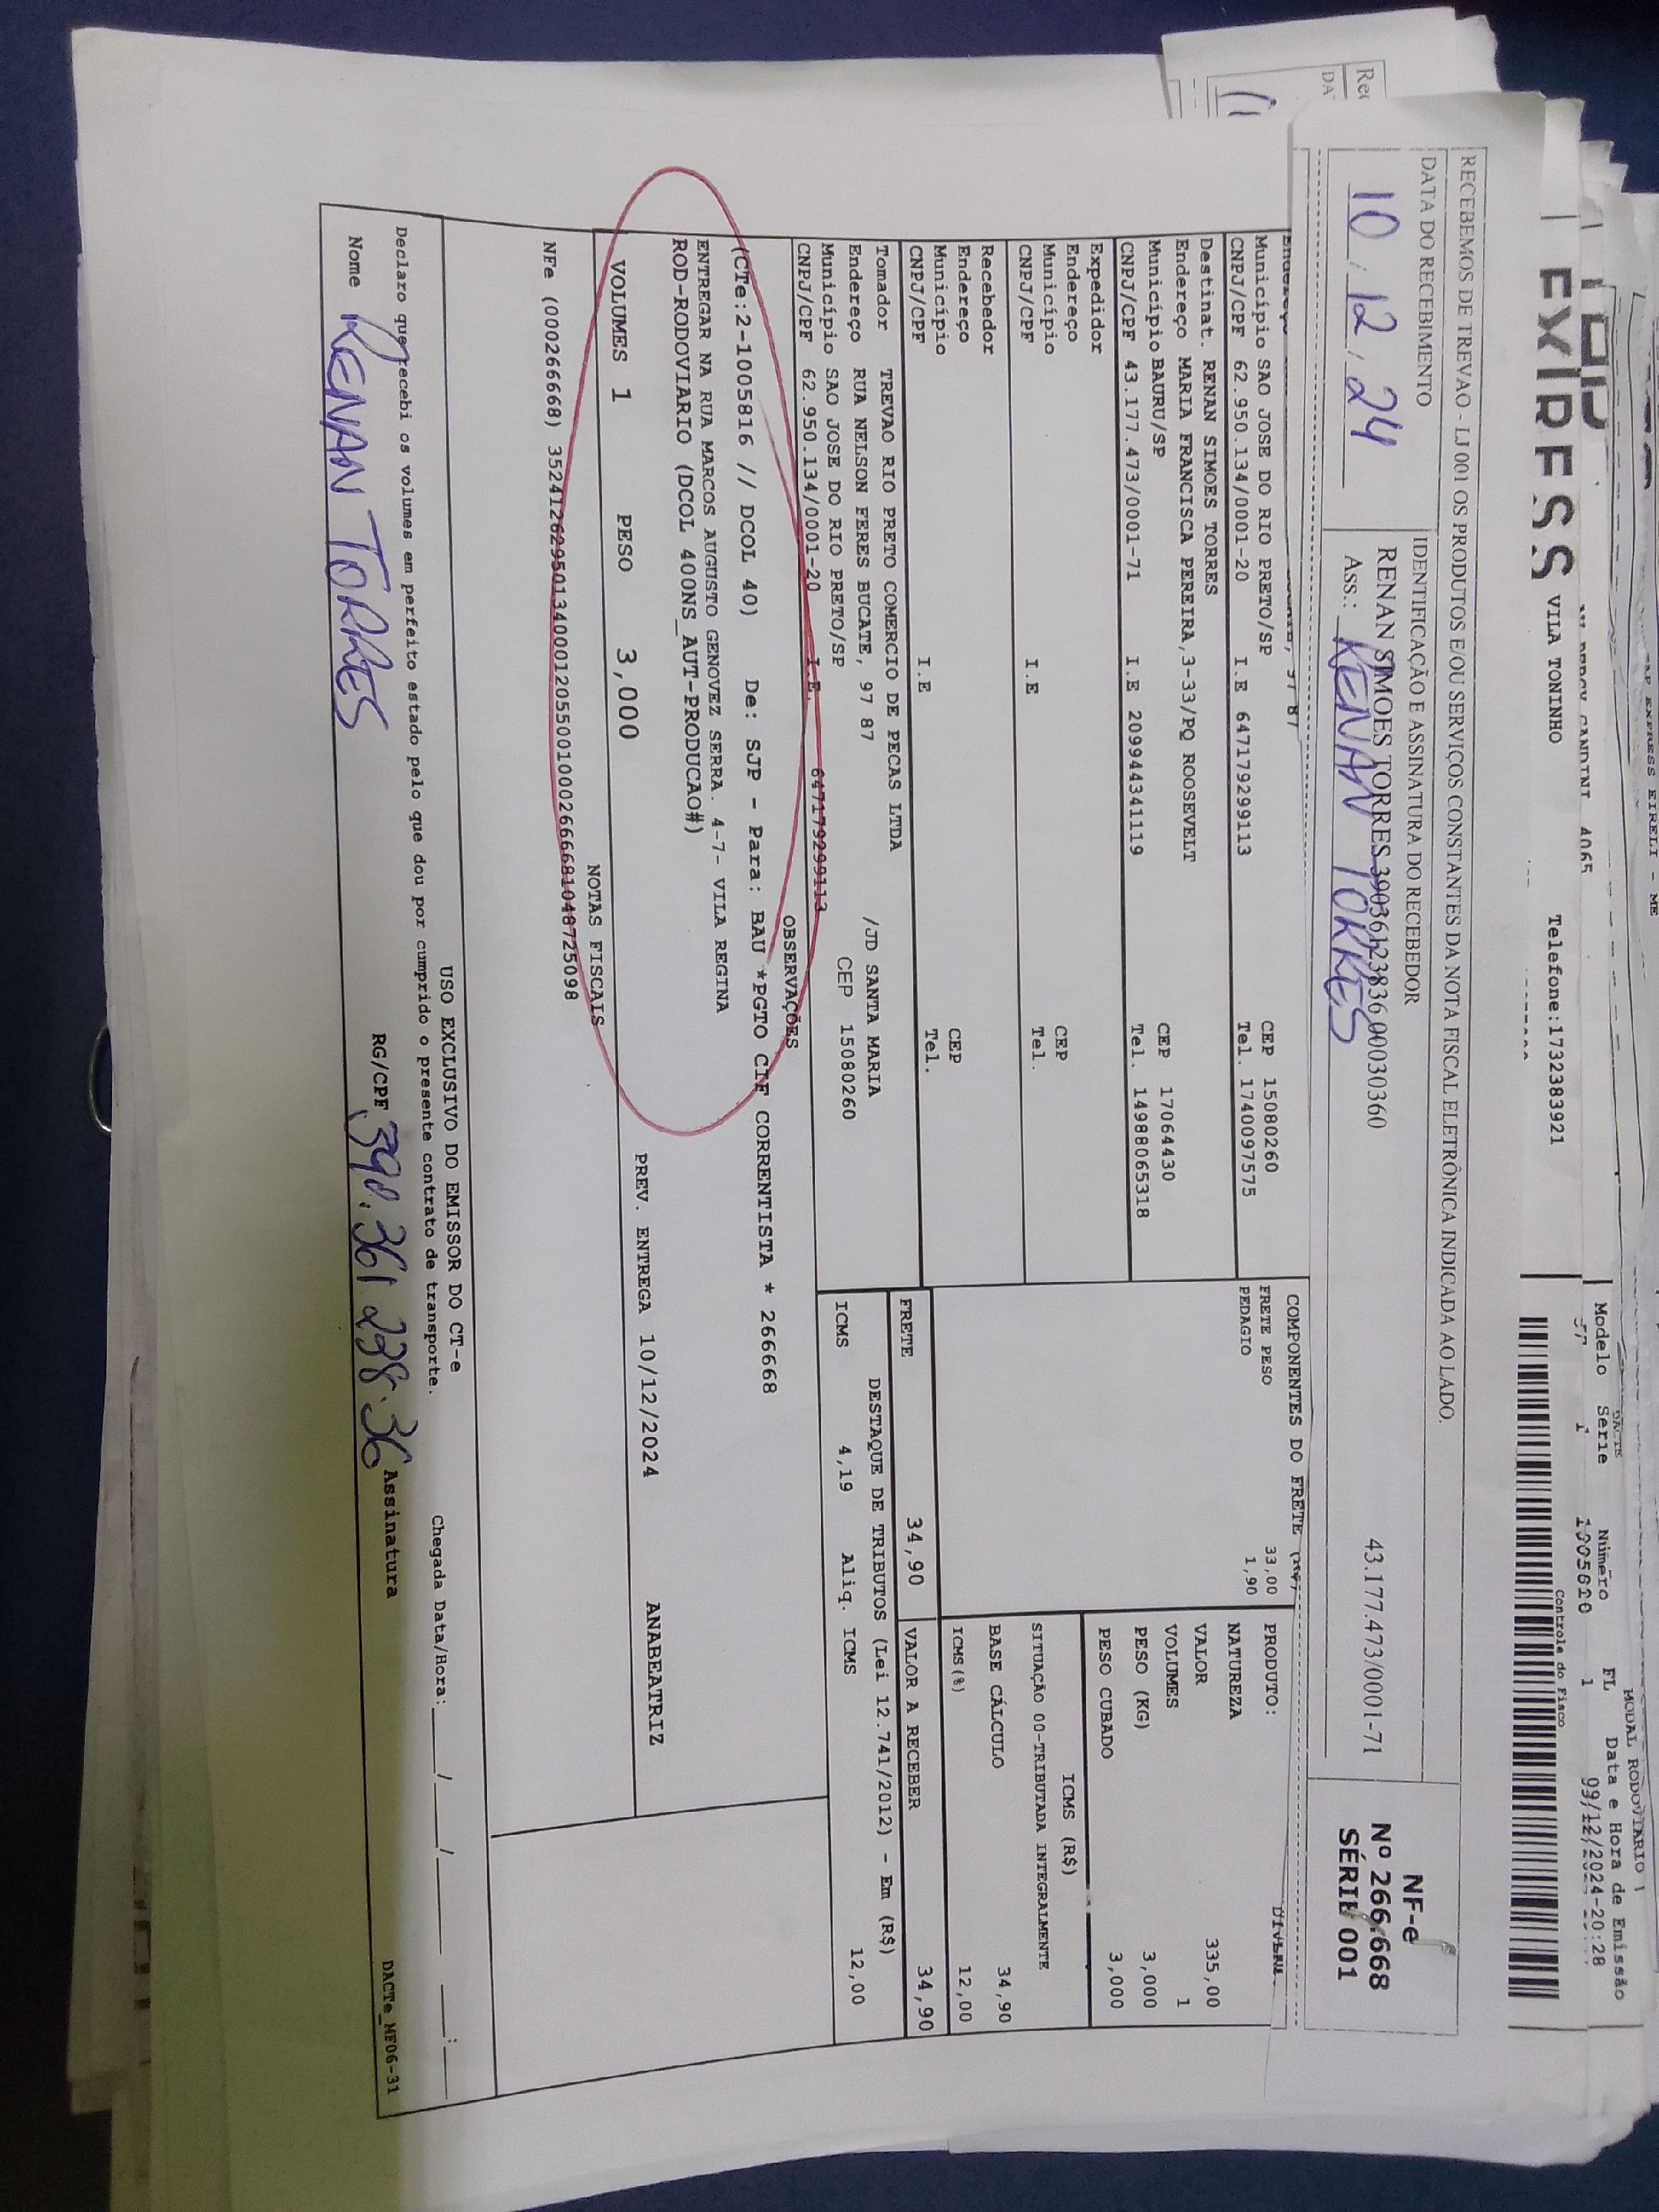 EXPRESS VILA TONINHO Telefone:1732383921
Modelo Série Número FL Data e Hora de Emissão
57 1 1 09/12/2024-20:28
MODAL RODOVIARIO
Controle do Fisco
RECEBEMOS DE TREVAO - LJ 001 OS PRODUTOS E/OU SERVIÇOS CONSTANTES DA NOTA FISCAL ELETRÔNICA INDICADA AO LADO.
DATA DO RECEBIMENTO
10/12/24
IDENTIFICAÇÃO E ASSINATURA DO RECEBEDOR
RENAN SIMOES TORRES 39036123836 00030360 43.177.473/0001-71
Ass.: RENAN TORRES
NF-e
Nº 266.668
SÉRIE 001
Município SAO JOSE DO RIO PRETO/SP CEP 15080260
CNPJ/CPF 62.950.134/0001-20 I.E 647179299113 Tel. 1740097575
Destinat. RENAN SIMOES TORRES
Endereço MARIA FRANCISCA PEREIRA,3-33/PQ ROOSEVELT
Município BAURU/SP CEP 17064430
CNPJ/CPF 43.177.473/0001-71 I.E 209944341119 Tel. 14988065318
Expedidor
Endereço
Município CEP
CNPJ/CPF I.E Tel.
Recebedor
Endereço
Município CEP
CNPJ/CPF I.E Tel.
Tomador TREVAO RIO PRETO COMERCIO DE PECAS LTDA
Endereço RUA NELSON FERES BUCATE, 97 87 /JD SANTA MARIA
Município SAO JOSE DO RIO PRETO/SP CEP 15080260
CNPJ/CPF 62.950.134/0001-20 I.E. 647179299113
COMPONENTES DO FRETE
FRETE PESO 33,00
PEDAGIO 1,90
FRETE 34,90
PRODUTO:
NATUREZA
VALOR 335,00
VOLUMES 1
PESO (KG) 3,000
PESO CUBADO 3,000
ICMS (R$)
SITUAÇÃO 00-TRIBUTADA INTEGRALMENTE
BASE CÁLCULO 34,90
ICMS(%) 12,00
VALOR A RECEBER 34,90
DESTAQUE DE TRIBUTOS (Lei 12.741/2012) - Em (R$)
ICMS 4,19 Aliq. ICMS 12,00
OBSERVAÇÕES
(CTe:2-1005816 // DCOL 40) De: SJP - Para: BAU *PGTO CIF CORRENTISTA * 266668
ENTREGAR NA RUA MARCOS AUGUSTO GENOVEZ SERRA. 4-7- VILA REGINA
ROD-RODOVIARIO (DCOL 400NS_AUT-PRODUCAO#)
VOLUMES 1 PESO 3,000 PREV. ENTREGA 10/12/2024 ANABEATRIZ
NOTAS FISCAIS
NFe (000266668) 35241262950134000120550010002666681048725098
USO EXCLUSIVO DO EMISSOR DO CT-e
Declaro que recebi os volumes em perfeito estado pelo que dou por cumprido o presente contrato de transporte. Chegada Data/Hora: ____/____/____ ___:___
Nome RENAN TORRES RG/CPF 390.361.238.36 Assinatura
DACTe_MF06-31